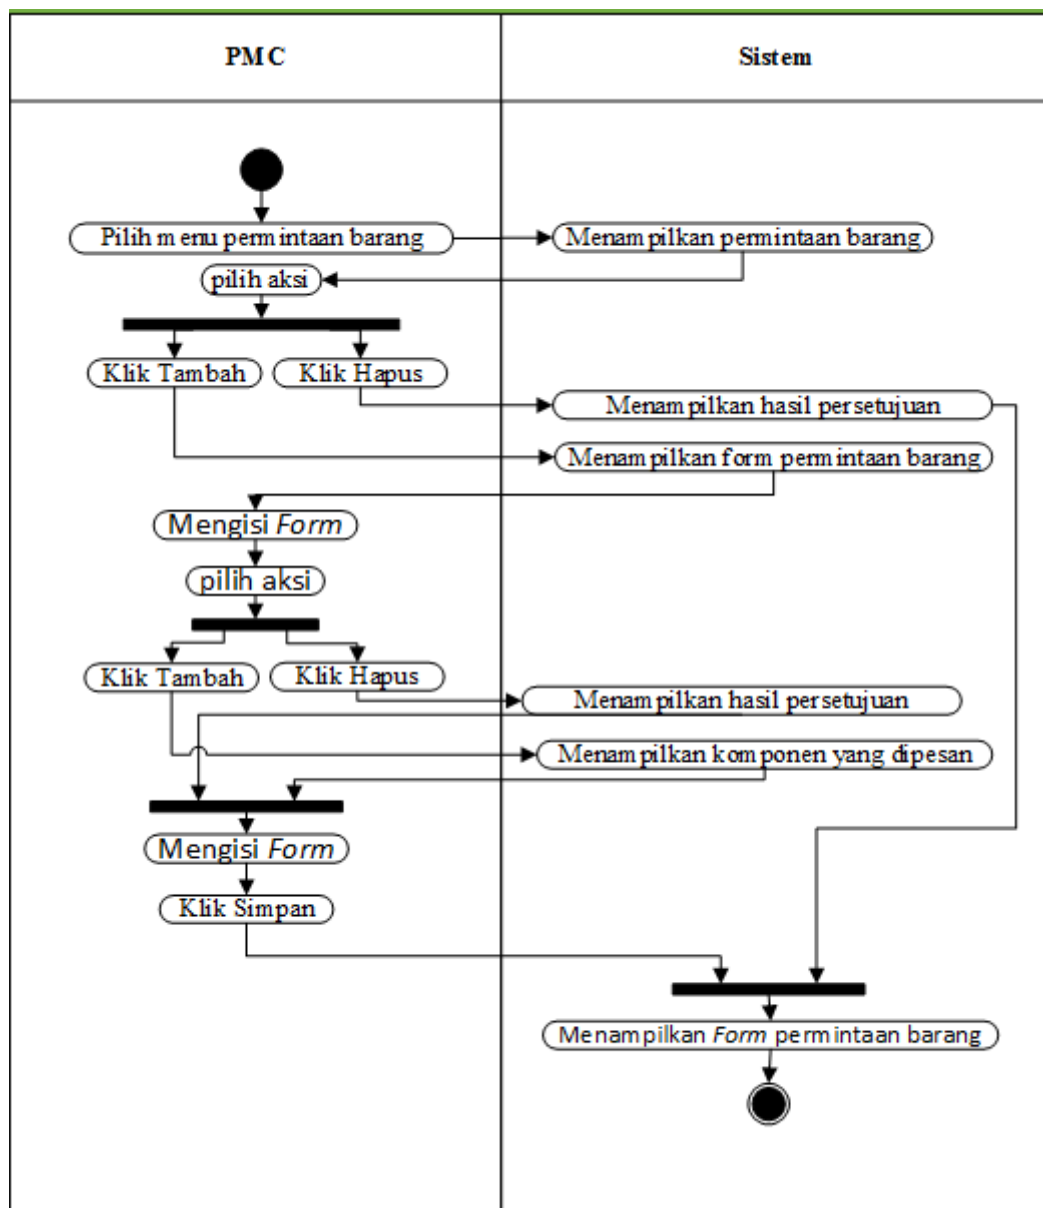 PMC
Sistem
Pilih menu permintaan barang
Menampilkan permintaan barang
pilih aksi
Klik Tambah
Klik Hapus
Menampilkan hasil persetujuan
Menampilkan form permintaan barang
Mengisi Form
pilih aksi
Klik Tambah
Klik Hapus
Menampilkan hasil persetujuan
Menampilkan komponen yang dipesan
Mengisi Form
Klik Simpan
Menampilkan Form permintaan barang